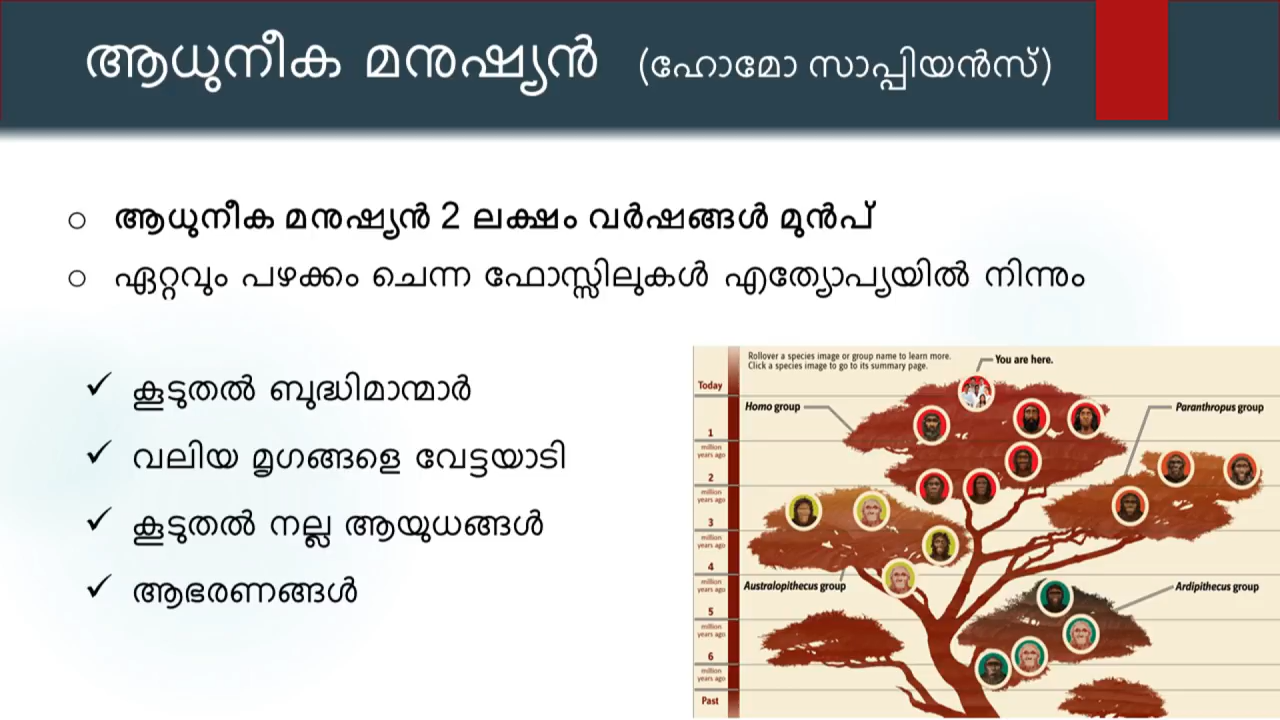 ആധുനീക മനുഷ്യൻ (ഹോമോ സാപ്പിയൻസ്)
○ ആധുനീക മനുഷ്യൻ 2 ലക്ഷം വർഷങ്ങൾ മുൻപ്
○ ഏറ്റവും പഴക്കം ചെന്ന ഫോസ്സിലുകൾ എത്യോപ്യയിൽ നിന്നും
✓ കൂടുതൽ ബുദ്ധിമാന്മാർ
✓ വലിയ മൃഗങ്ങളെ വേട്ടയാടി
✓ കൂടുതൽ നല്ല ആയുധങ്ങൾ
✓ ആഭരണങ്ങൾ
Rollover a species image or group name to learn more.
Click a species image to go to its summary page.
You are here.
Today
Homo group
Paranthropus group
1
million
years ago
2
million
years ago
3
million
years ago
4
million
years ago
Australopithecus group
Ardipithecus group
5
million
years ago
6
million
years ago
Past